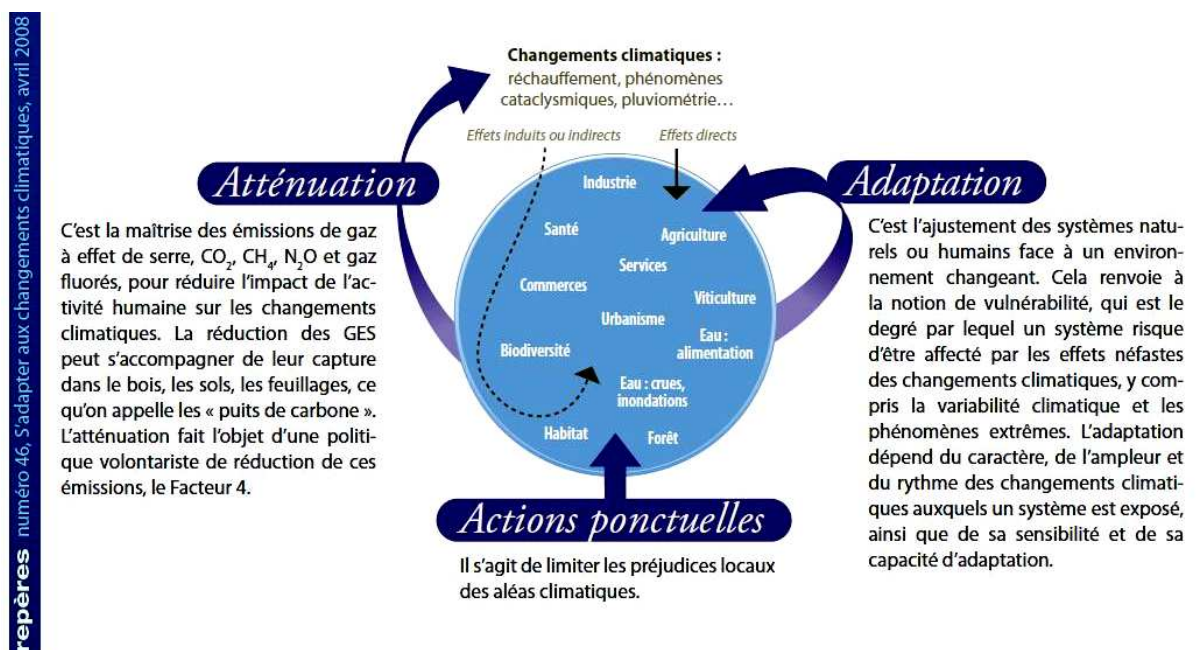 repères numéro 46, S'adapter aux changements climatiques, avril 2008
Changements climatiques :
réchauffement, phénomènes
cataclysmiques, pluviométrie…
Effets induits ou indirects
Effets directs
Atténuation
C'est la maîtrise des émissions de gaz
à effet de serre, CO₂, CH₄, N₂O et gaz
fluorés, pour réduire l'impact de l'ac-
tivité humaine sur les changements
climatiques. La réduction des GES
peut s'accompagner de leur capture
dans le bois, les sols, les feuillages, ce
qu'on appelle les « puits de carbone ».
L'atténuation fait l'objet d'une politi-
que volontariste de réduction de ces
émissions, le Facteur 4.
Industrie
Santé
Agriculture
Services
Commerces
Viticulture
Urbanisme
Eau :
alimentation
Biodiversité
Eau : crues,
inondations
Habitat
Forêt
Adaptation
C'est l'ajustement des systèmes natu-
rels ou humains face à un environ-
nement changeant. Cela renvoie à
la notion de vulnérabilité, qui est le
degré par lequel un système risque
d'être affecté par les effets néfastes
des changements climatiques, y com-
pris la variabilité climatique et les
phénomènes extrêmes. L'adaptation
dépend du caractère, de l'ampleur et
du rythme des changements climati-
ques auxquels un système est exposé,
ainsi que de sa sensibilité et de sa
capacité d'adaptation.
Actions ponctuelles
Il s'agit de limiter les préjudices locaux
des aléas climatiques.